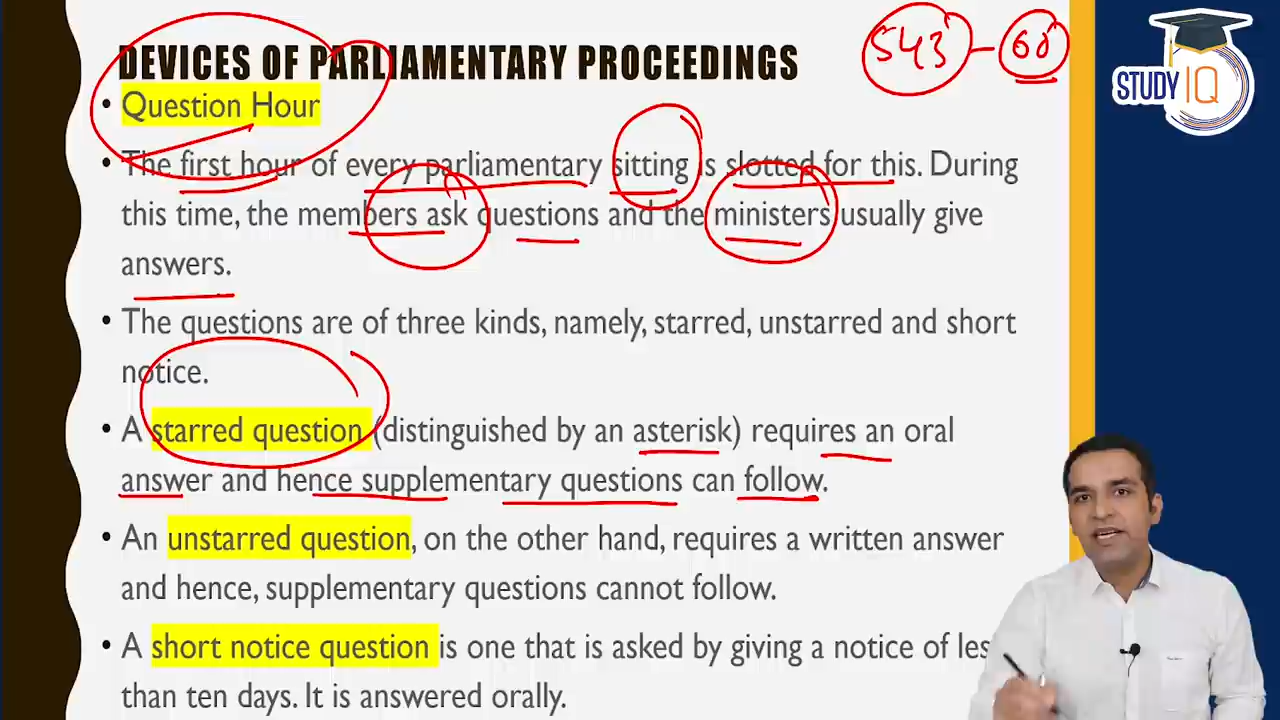 DEVICES OF PARLIAMENTARY PROCEEDINGS
543 - 60
STUDY IQ
• Question Hour
• The first hour of every parliamentary sitting is slotted for this. During
this time, the members ask questions and the ministers usually give
answers.
• The questions are of three kinds, namely, starred, unstarred and short
notice.
• A starred question (distinguished by an asterisk) requires an oral
answer and hence supplementary questions can follow.
• An unstarred question, on the other hand, requires a written answer
and hence, supplementary questions cannot follow.
• A short notice question is one that is asked by giving a notice of les
than ten days. It is answered orally.